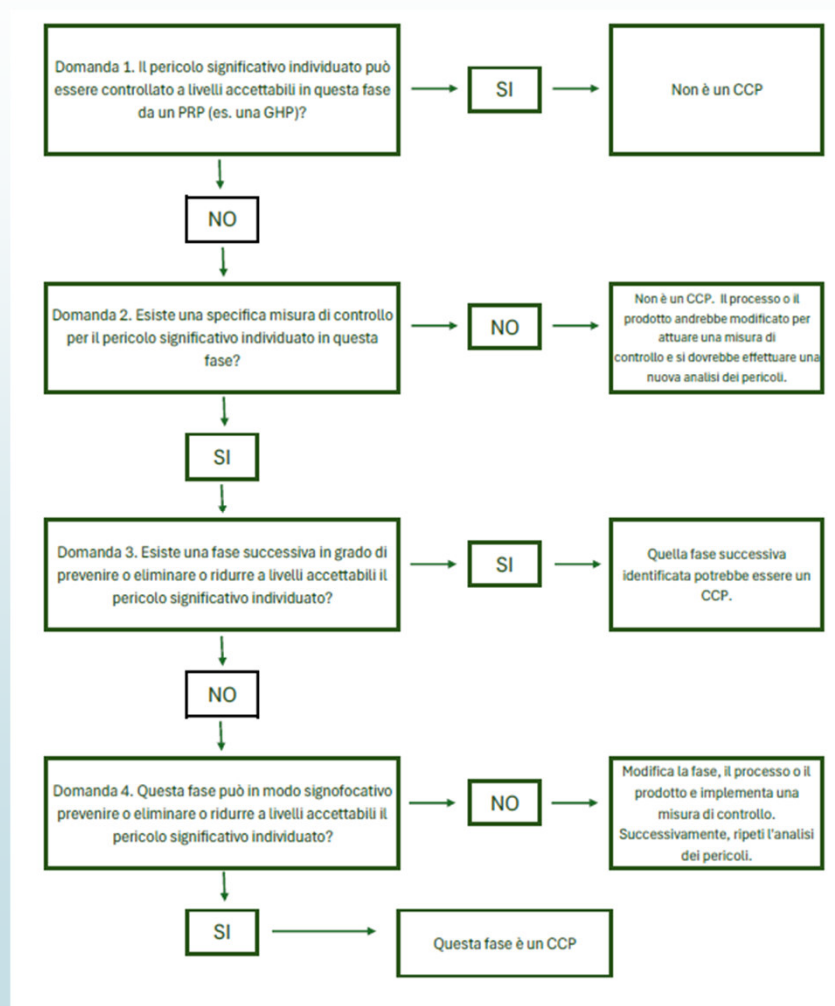 Domanda 1. Il pericolo significativo individuato può
essere controllato a livelli accettabili in questa fase
da un PRP (es. una GHP)?
SI
Non è un CCP
NO
Domanda 2. Esiste una specifica misura di controllo
per il pericolo significativo individuato in questa
fase?
NO
Non è un CCP. Il processo o il
prodotto andrebbe modificato per
attuare una misura di
controllo e si dovrebbe effettuare una
nuova analisi dei pericoli.
SI
Domanda 3. Esiste una fase successiva in grado di
prevenire o eliminare o ridurre a livelli accettabili il
pericolo significativo individuato?
SI
Quella fase successiva
identificata potrebbe essere un
CCP.
NO
Domanda 4. Questa fase può in modo signofocativo
prevenire o eliminare o ridurre a livelli accettabili il
pericolo significativo individuato?
NO
Modifica la fase, il processo o il
prodotto e implementa una
misura di controllo.
Successivamente, ripeti l'analisi
dei pericoli.
SI
Questa fase è un CCP